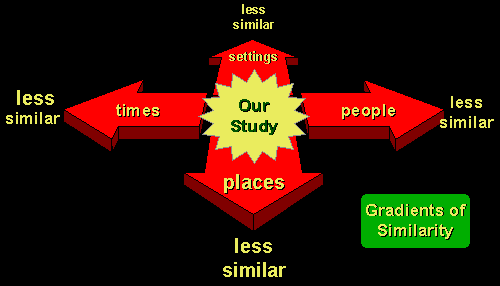 less
similar
settings
less
similar
times
Our
Study
people
less
similar
places
Gradients of
Similarity
less
similar